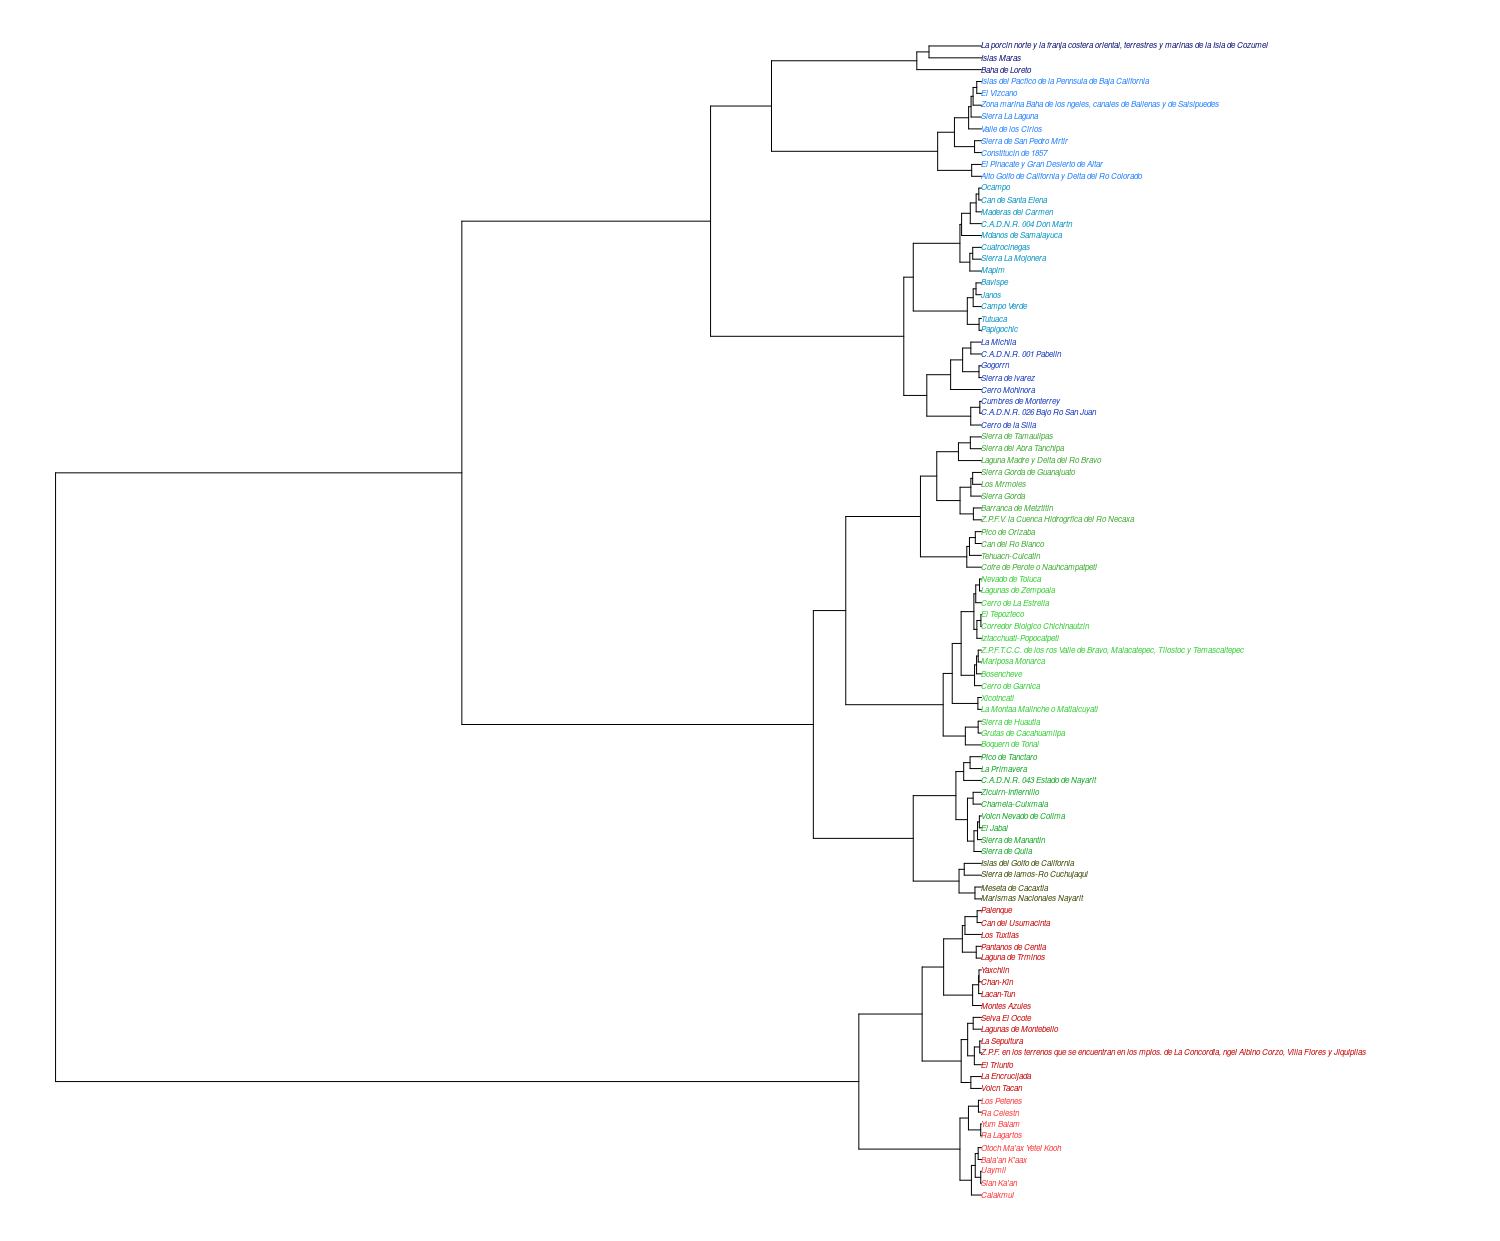 La porcin norte y la franja costera oriental, terrestres y marinas de la Isla de Cozumel
Islas Maras
Baha de Loreto
Islas del Pacfico de la Pennsula de Baja California
El Vizcano
Zona marina Baha de los ngeles, canales de Ballenas y de Salsipuedes
Sierra La Laguna
Valle de los Cirios
Sierra de San Pedro Mrtir
Constitucin de 1857
El Pinacate y Gran Desierto de Altar
Alto Golfo de California y Delta del Ro Colorado
Ocampo
Can de Santa Elena
Maderas del Carmen
C.A.D.N.R. 004 Don Martn
Mdanos de Samalayuca
Cuatrocinegas
Sierra La Mojonera
Mapim
Bavispe
Janos
Campo Verde
Tutuaca
Papigochic
La Michila
C.A.D.N.R. 001 Pabelln
Gogorrn
Sierra de lvarez
Cerro Mohinora
Cumbres de Monterrey
C.A.D.N.R. 026 Bajo Ro San Juan
Cerro de la Silla
Sierra de Tamaulipas
Sierra del Abra Tanchipa
Laguna Madre y Delta del Ro Bravo
Sierra Gorda de Guanajuato
Los Mrmoles
Sierra Gorda
Barranca de Metztitln
Z.P.F.V. la Cuenca Hidrogrfica del Ro Necaxa
Pico de Orizaba
Can del Ro Blanco
Tehuacn-Cuicatln
Cofre de Perote o Nauhcampatpetl
Nevado de Toluca
Lagunas de Zempoala
Cerro de La Estrella
El Tepozteco
Corredor Biolgico Chichinautzin
Iztacchuatl-Popocatpetl
Z.P.F.T.C.C. de los ros Valle de Bravo, Malacatepec, Tilostoc y Temascaltepec
Mariposa Monarca
Bosencheve
Cerro de Garnica
Xicotncatl
La Montaa Malinche o Matlalcuyatl
Sierra de Huautla
Grutas de Cacahuamilpa
Boquern de Tonal
Pico de Tanctaro
La Primavera
C.A.D.N.R. 043 Estado de Nayarit
Zicuirn-Infiernillo
Chamela-Cuixmala
Volcn Nevado de Colima
El Jabal
Sierra de Manantln
Sierra de Quila
Islas del Golfo de California
Sierra de lamos-Ro Cuchujaqui
Meseta de Cacaxtla
Marismas Nacionales Nayarit
Palenque
Can del Usumacinta
Los Tuxtlas
Pantanos de Centla
Laguna de Trminos
Yaxchiln
Chan-Kin
Lacan-Tun
Montes Azules
Selva El Ocote
Lagunas de Montebello
La Sepultura
Z.P.F. en los terrenos que se encuentran en los mpios. de La Concordia, ngel Albino Corzo, Villa Flores y Jiquipilas
El Triunfo
La Encrucijada
Volcn Tacan
Los Petenes
Ra Celestn
Yum Balam
Ra Lagartos
Otoch Ma'ax Yetel Kooh
Bala'an K'aax
Uaymil
Sian Ka'an
Calakmul